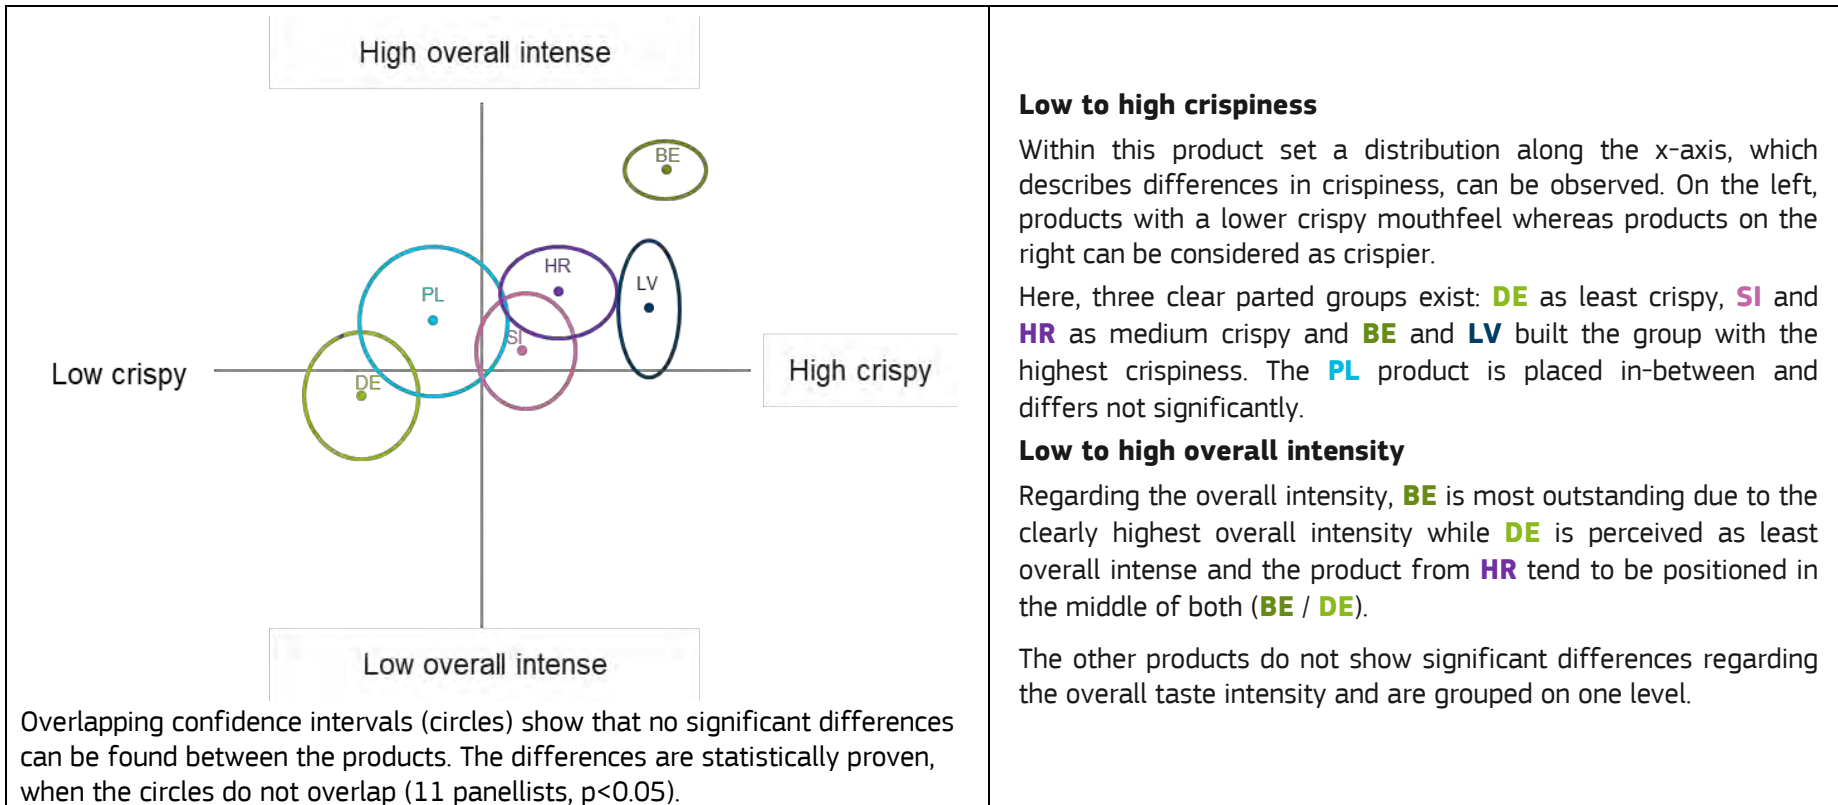 High overall intense
BE
HR
LV
PL
SI
DE
Low crispy
High crispy
Low overall intense
Overlapping confidence intervals (circles) show that no significant differences
can be found between the products. The differences are statistically proven,
when the circles do not overlap (11 panellists, p<0.05).
Low to high crispiness
Within this product set a distribution along the x-axis, which
describes differences in crispiness, can be observed. On the left,
products with a lower crispy mouthfeel whereas products on the
right can be considered as crispier.
Here, three clear parted groups exist: DE as least crispy, SI and
HR as medium crispy and BE and LV built the group with the
highest crispiness. The PL product is placed in-between and
differs not significantly.
Low to high overall intensity
Regarding the overall intensity, BE is most outstanding due to the
clearly highest overall intensity while DE is perceived as least
overall intense and the product from HR tend to be positioned in
the middle of both (BE / DE).
The other products do not show significant differences regarding
the overall taste intensity and are grouped on one level.